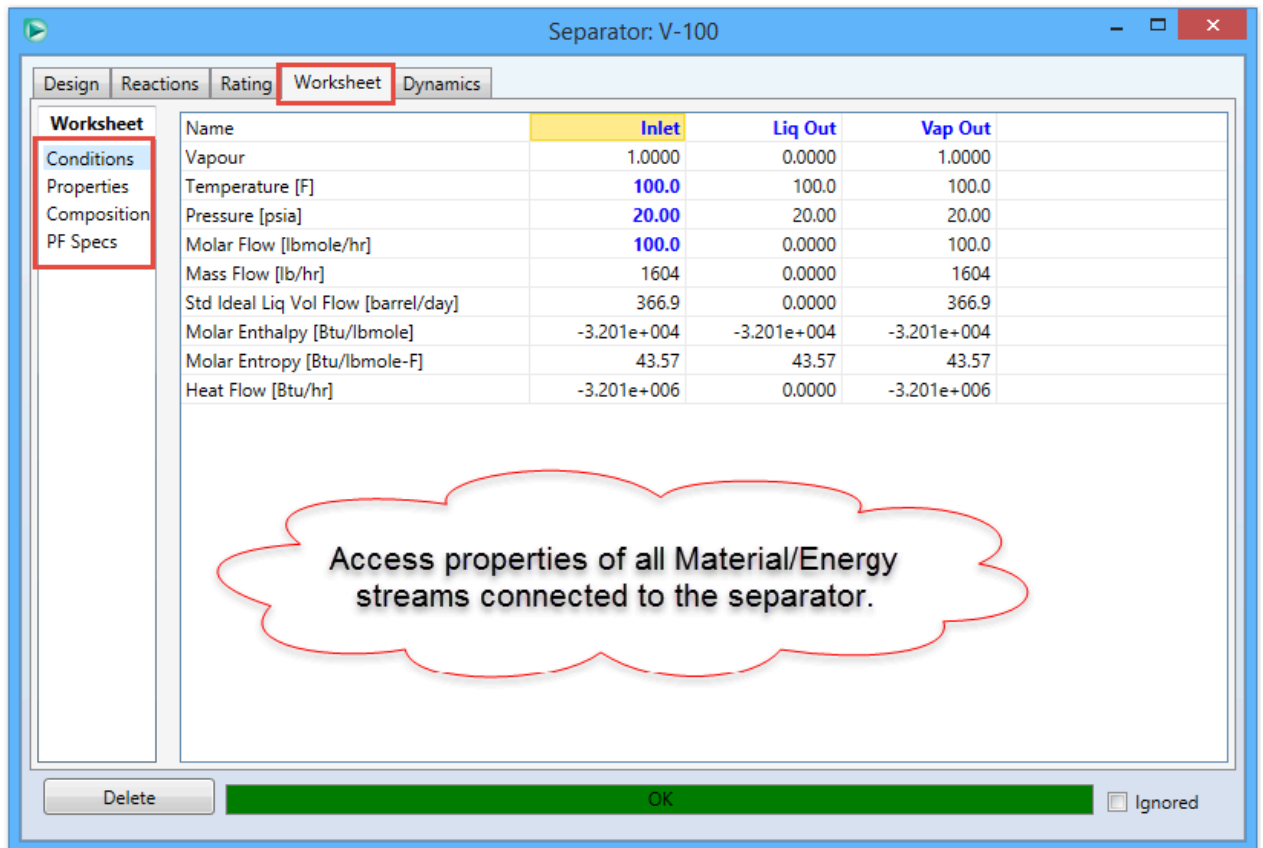 Separator: V-100
Design Reactions Rating Worksheet Dynamics
Worksheet
Conditions
Properties
Composition
PF Specs
Name Inlet Liq Out Vap Out
Vapour 1.0000 0.0000 1.0000
Temperature [F] 100.0 100.0 100.0
Pressure [psia] 20.00 20.00 20.00
Molar Flow [lbmole/hr] 100.0 0.0000 100.0
Mass Flow [lb/hr] 1604 0.0000 1604
Std Ideal Liq Vol Flow [barrel/day] 366.9 0.0000 366.9
Molar Enthalpy [Btu/lbmole] -3.201e+004 -3.201e+004 -3.201e+004
Molar Entropy [Btu/lbmole-F] 43.57 43.57 43.57
Heat Flow [Btu/hr] -3.201e+006 0.0000 -3.201e+006
Access properties of all Material/Energy
streams connected to the separator.
Delete OK Ignored